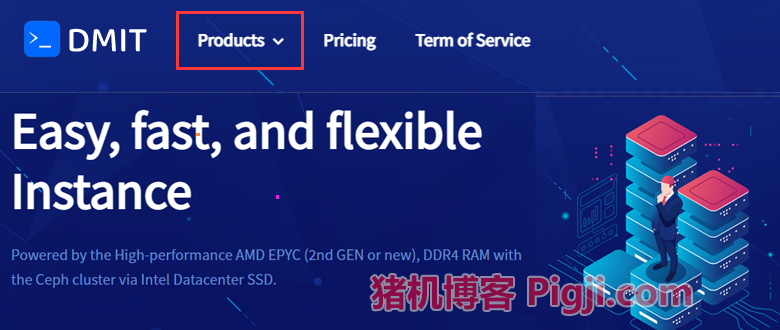 >_ DMIT
Products
Pricing
Term of Service
Easy, fast, and flexible
Instance
Powered by the High-performance AMD EPYC (2nd GEN or new), DDR4 RAM with
the Ceph cluster via Intel Datacenter SSD.
猪机博客 Pigji.com